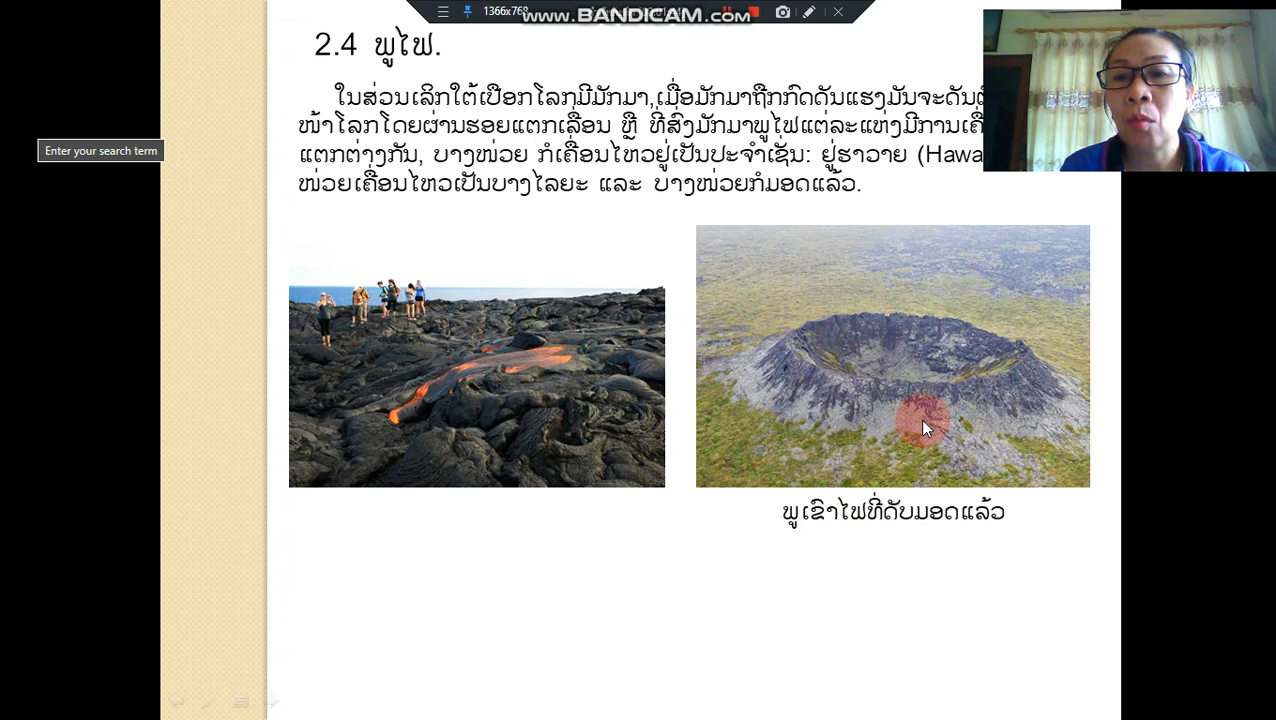 1366x768
www.BANDICAM.com
2.4 ພູໄຟ.
Enter your search term
ໃນສ່ວນເລິກໃຕ້ເປືອກໂລກມີມັກມາ,ເມື່ອມັກມາຖືກກົດດັນແຮງມັນຈະດັນ
ໜ້າໂລກໂດຍຜ່ານຮອຍແຕກເລື່ອນ ຫຼື ທີ່ສົ່ງມັກມາພູໄຟແຕ່ລະແຫ່ງມີການ
ແຕກຕ່າງກັນ, ບາງໜ່ວຍ ກໍເຄື່ອນໄຫວຢູ່ເປັນປະຈຳເຊັ່ນ: ຢູ່ຮາວາຍ
ໜ່ວຍເຄື່ອນໄຫວເປັນບາງໄລຍະ ແລະ ບາງໜ່ວຍກໍມອດແລ້ວ.
ພູເຂົາໄຟທີ່ດັບມອດແລ້ວ